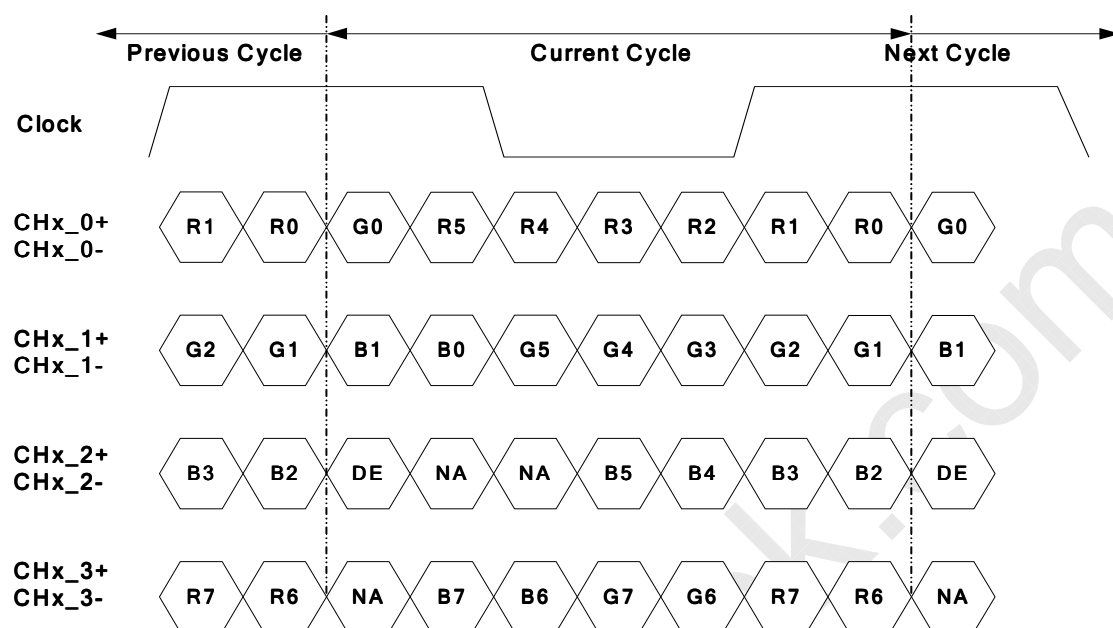 Previous Cycle Current Cycle Next Cycle
Clock
CHx_0+
CHx_0-
R1 R0 G0 R5 R4 R3 R2 R1 R0 G0
CHx_1+
CHx_1-
G2 G1 B1 B0 G5 G4 G3 G2 G1 B1
CHx_2+
CHx_2-
B3 B2 DE NA NA B5 B4 B3 B2 DE
CHx_3+
CHx_3-
R7 R6 NA B7 B6 G7 G6 R7 R6 NA
k.com